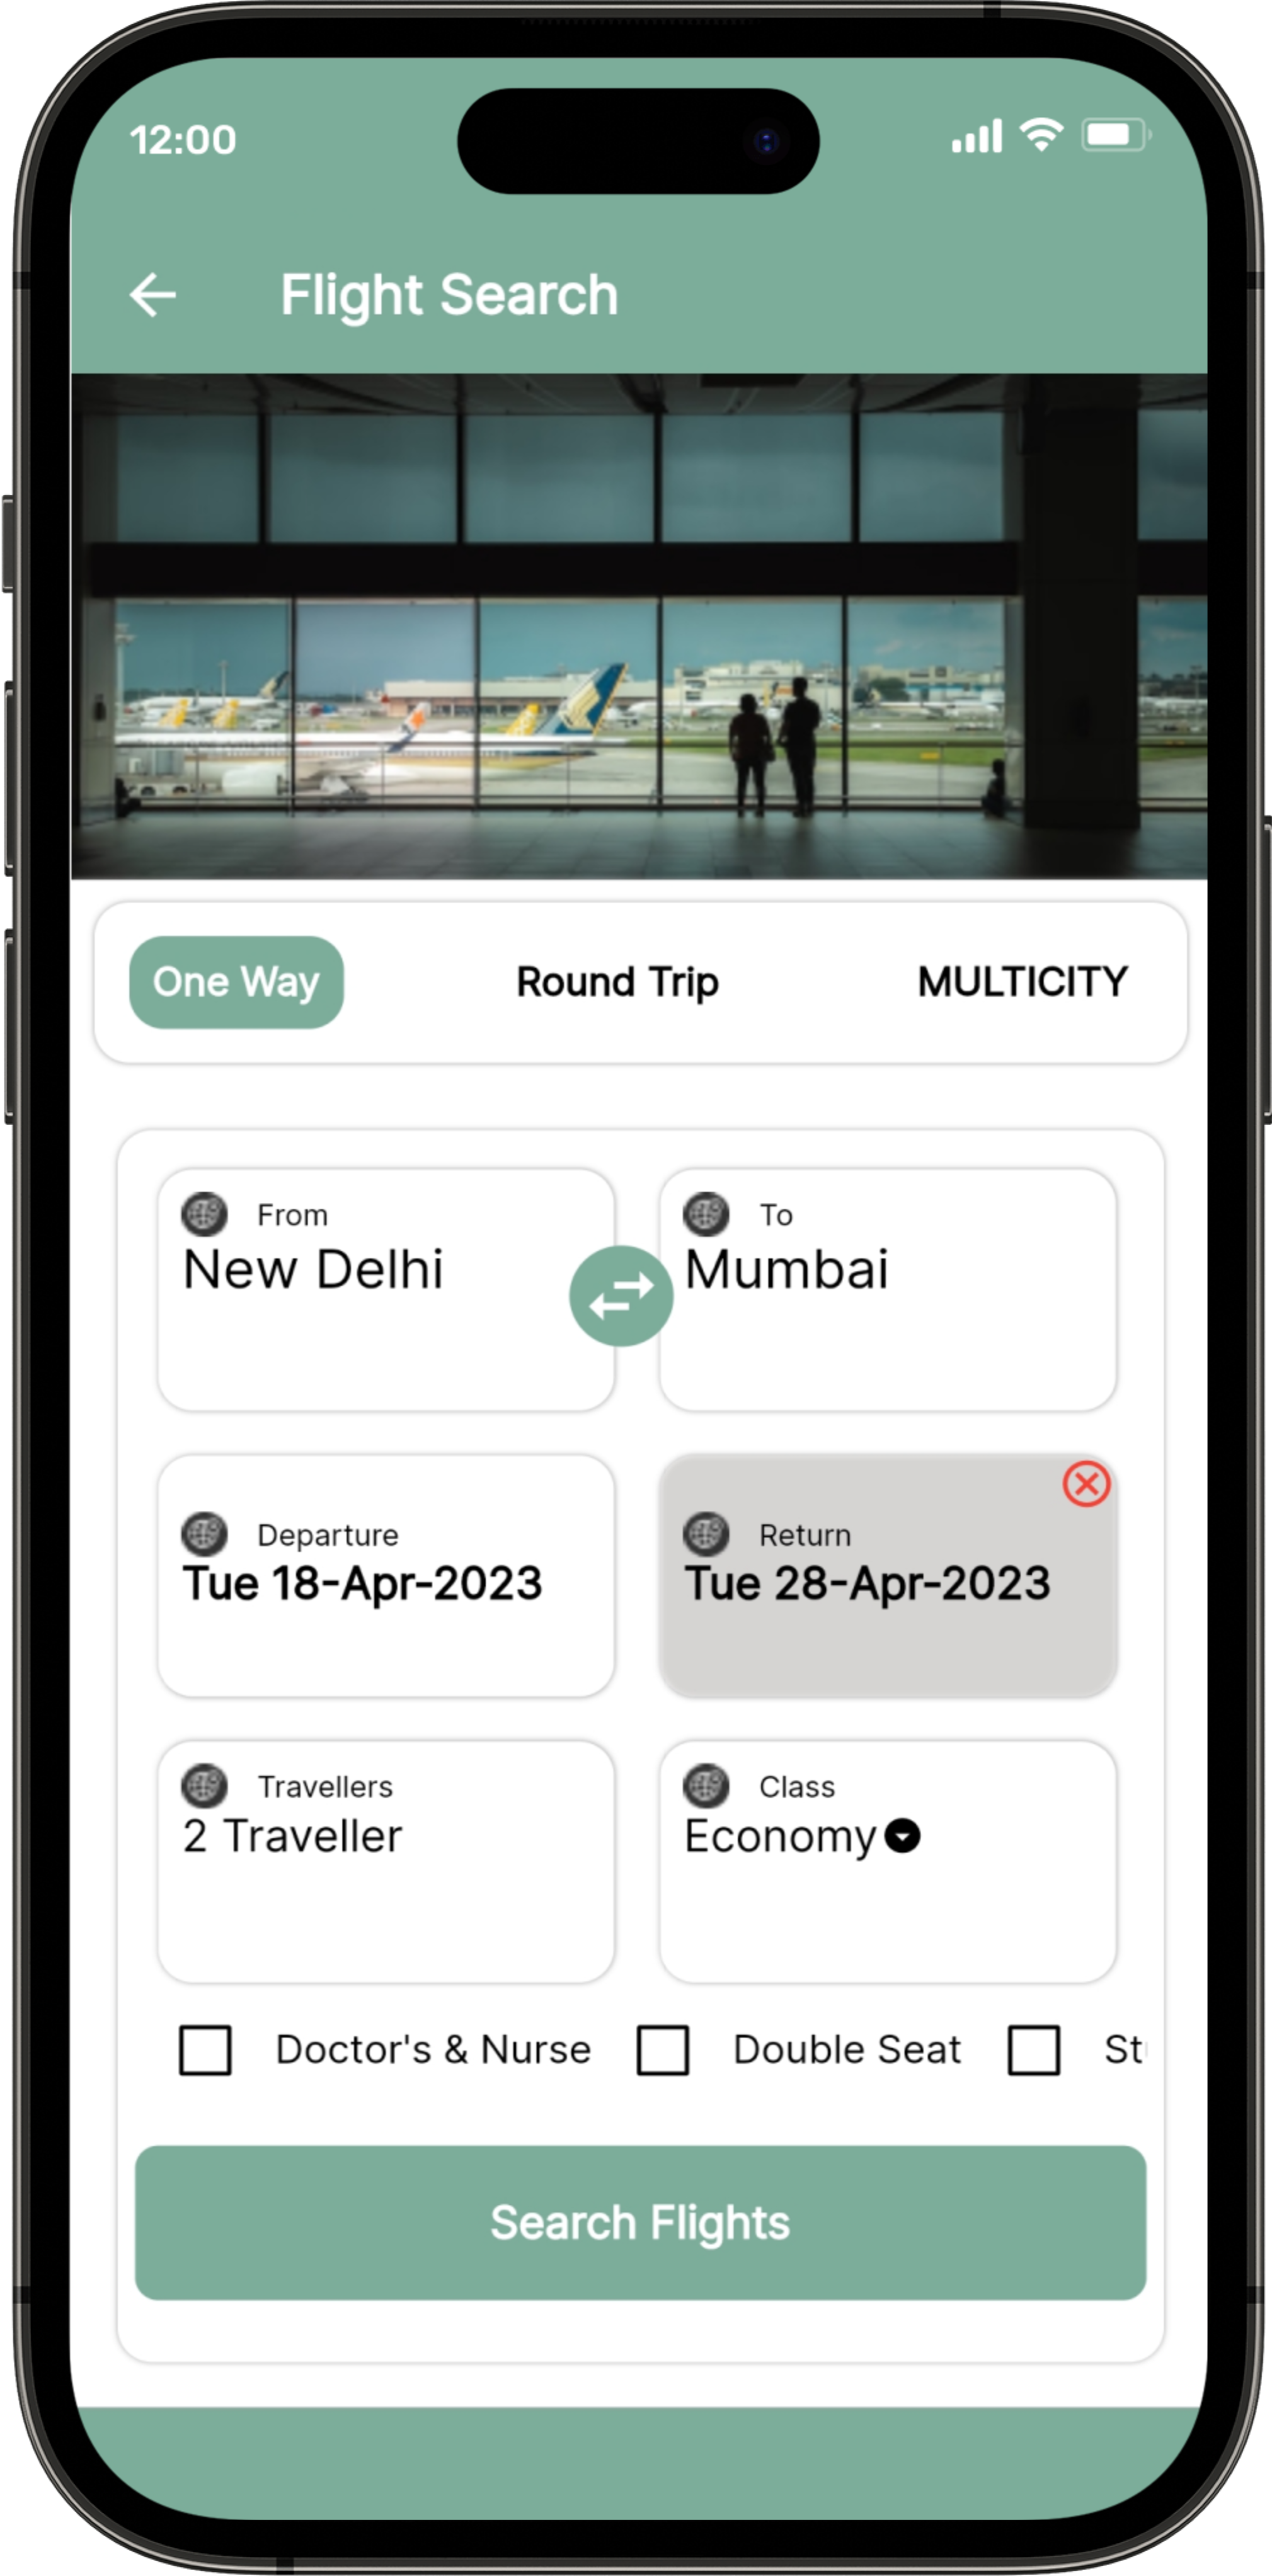 12:00
Flight Search
One Way
Round Trip
MULTICITY
From
New Delhi
To
Mumbai
Departure
Tue 18-Apr-2023
Return
Tue 28-Apr-2023
Travellers
2 Traveller
Class
Economy
Doctor's & Nurse
Double Seat
St
Search Flights